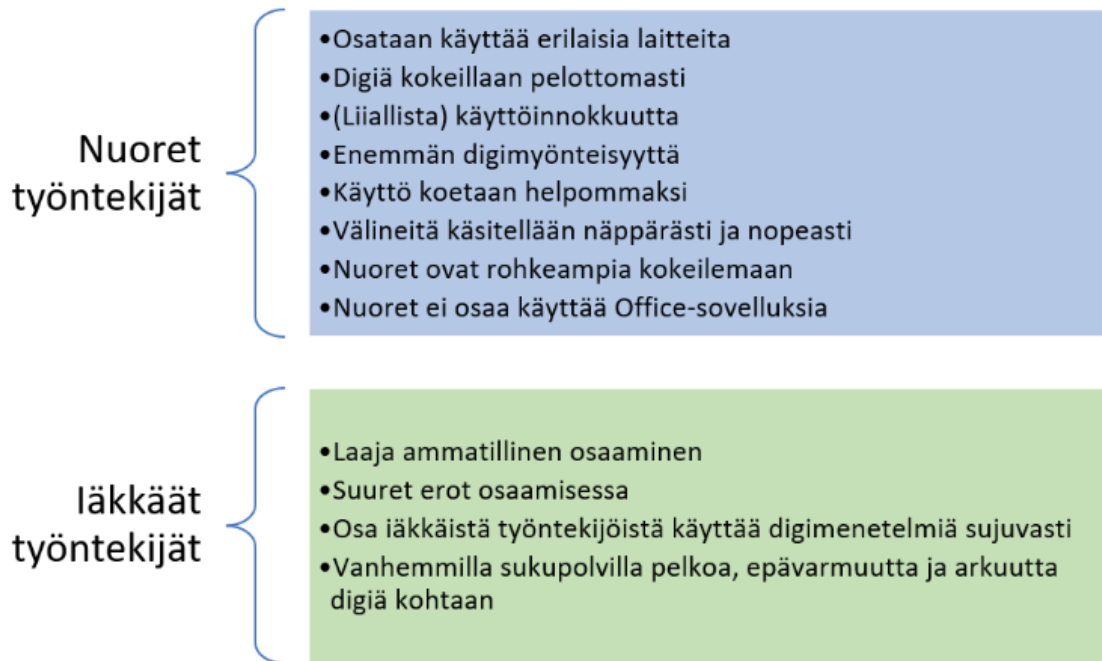 Nuoret
työntekijät
•Osataan käyttää erilaisia laitteita
•Digiä kokeillaan pelottomasti
•(Liiallista) käyttöinnokkuutta
•Enemmän digimyönteisyyttä
•Käyttö koetaan helpommaksi
•Välineitä käsitellään näppärästi ja nopeasti
•Nuoret ovat rohkeampia kokeilemaan
•Nuoret ei osaa käyttää Office-sovelluksia
Iäkkäät
työntekijät
•Laaja ammatillinen osaaminen
•Suuret erot osaamisessa
•Osa iäkkäistä työntekijöistä käyttää digimenetelmiä sujuvasti
•Vanhemmilla sukupolvilla pelkoa, epävarmuutta ja arkuutta
digiä kohtaan